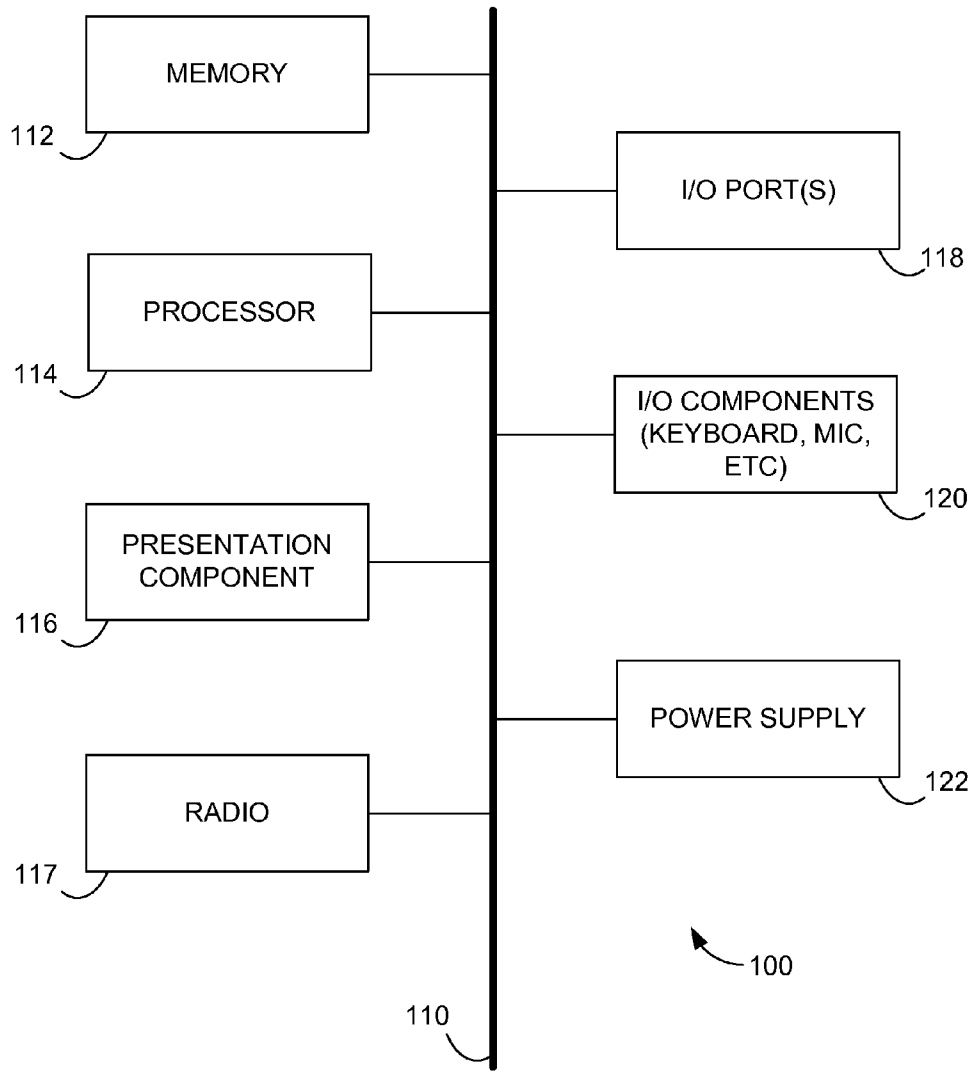 MEMORY
112
PROCESSOR
114
PRESENTATION
COMPONENT
116
RADIO
117
110
I/O PORT(S)
118
I/O COMPONENTS
(KEYBOARD, MIC,
ETC)
120
POWER SUPPLY
122
100